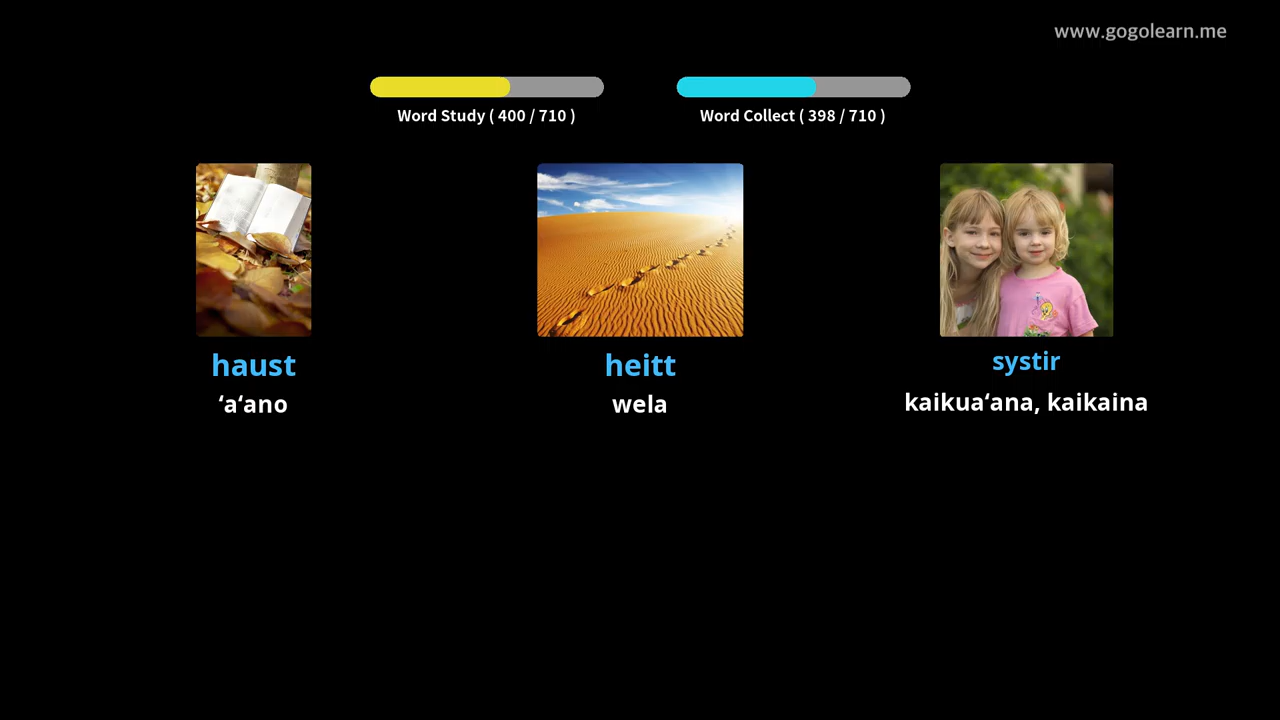 www.gogolearn.me
Word Study ( 400 / 710 )
Word Collect ( 398 / 710 )
haust
heitt
systir
ʻaʻano
wela
kaikuaʻana, kaikaina